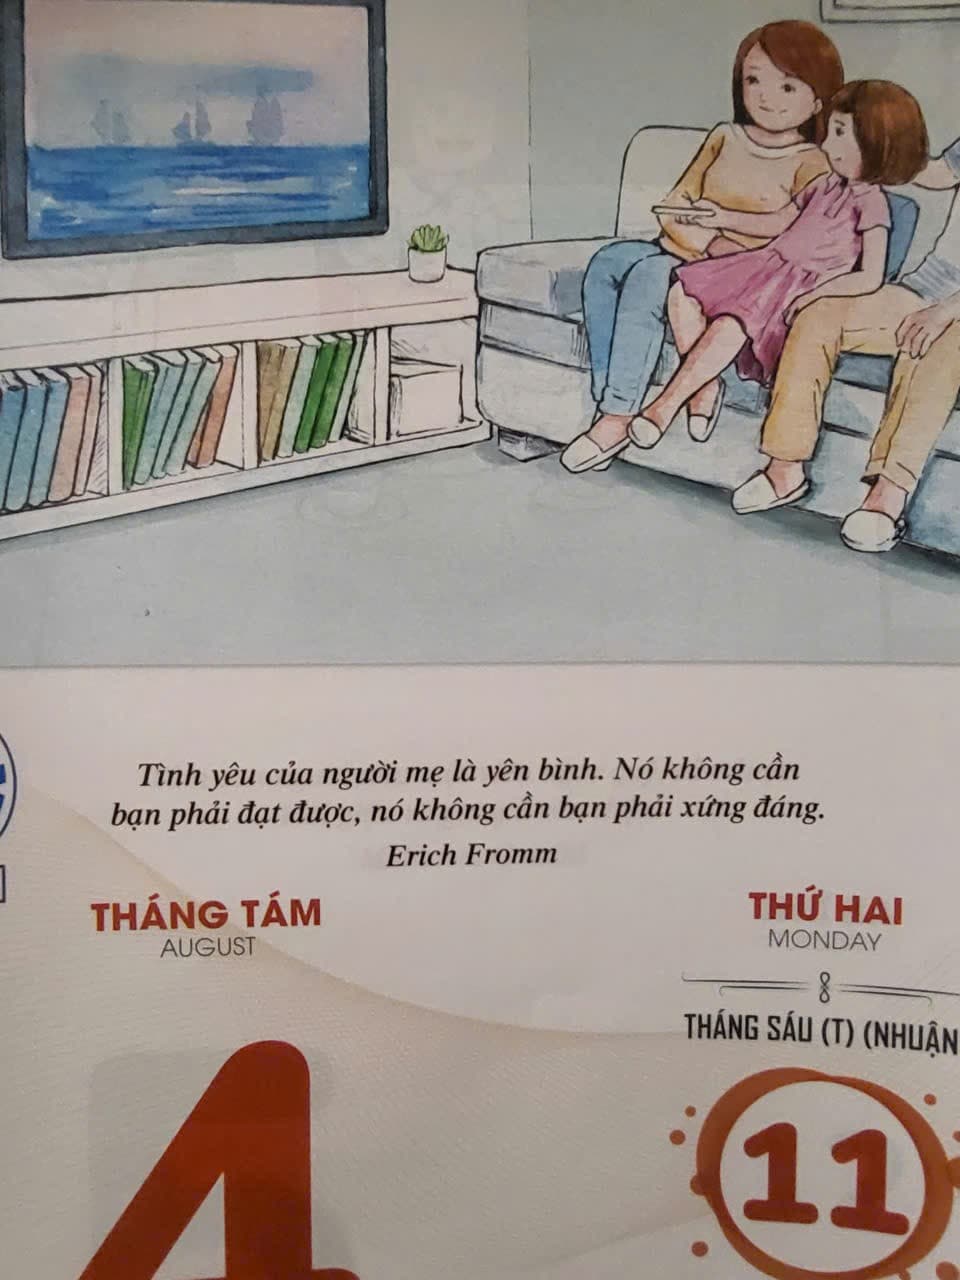 Tình yêu của người mẹ là yên bình. Nó không cần
bạn phải đạt được, nó không cần bạn phải xứng đáng.
Erich Fromm
THÁNG TÁM
AUGUST
THỨ HAI
MONDAY
THÁNG SÁU (T) (NHUẬN
4
11